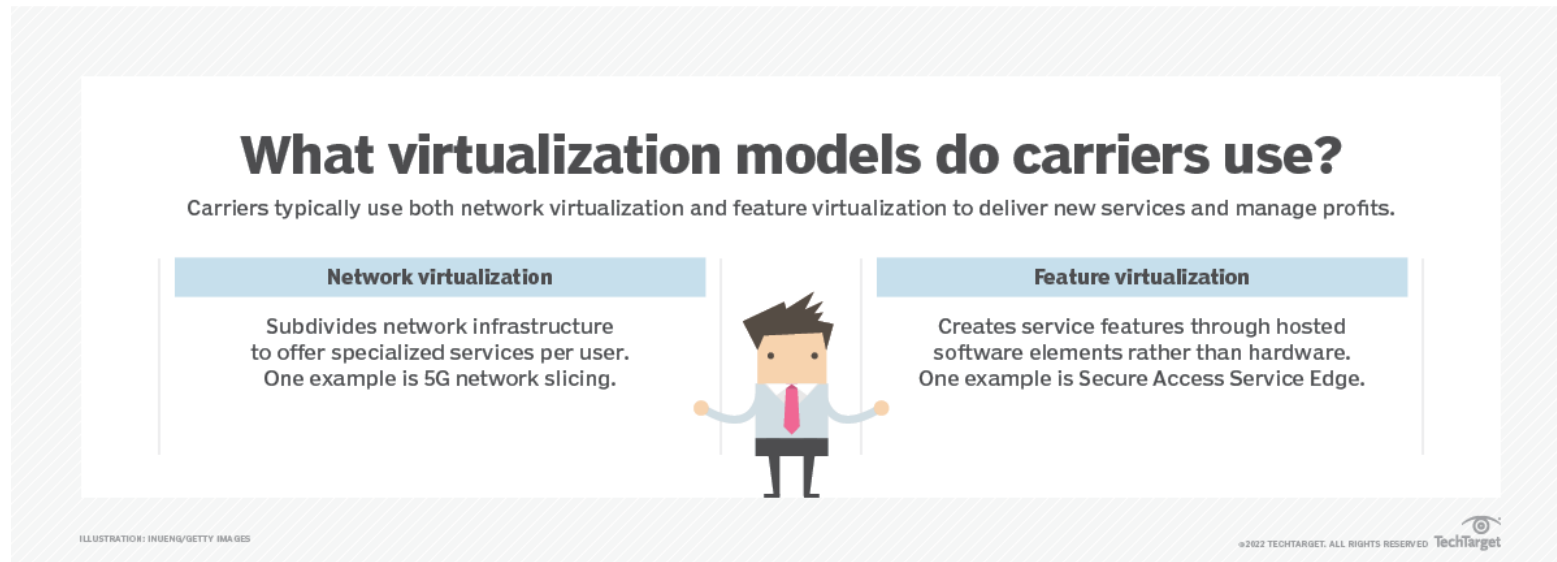 What virtualization models do carriers use?
Carriers typically use both network virtualization and feature virtualization to deliver new services and manage profits.
Network virtualization
Subdivides network infrastructure
to offer specialized services per user.
One example is 5G network slicing.
Feature virtualization
Creates service features through hosted
software elements rather than hardware.
One example is Secure Access Service Edge.
ILLUSTRATION: INUENG/GETTY IMAGES
©2022 TECHTARGET. ALL RIGHTS RESERVED TechTarget